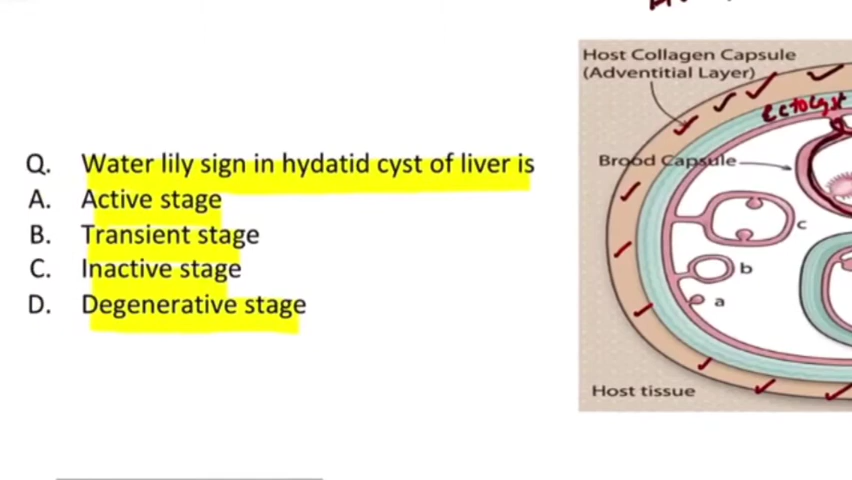 Host Collagen Capsule
(Adventitial Layer)
Ectocyst
Q. Water lily sign in hydatid cyst of liver is
Brood Capsule
A. Active stage
B. Transient stage
c
C. Inactive stage
b
D. Degenerative stage
a
Host tissue